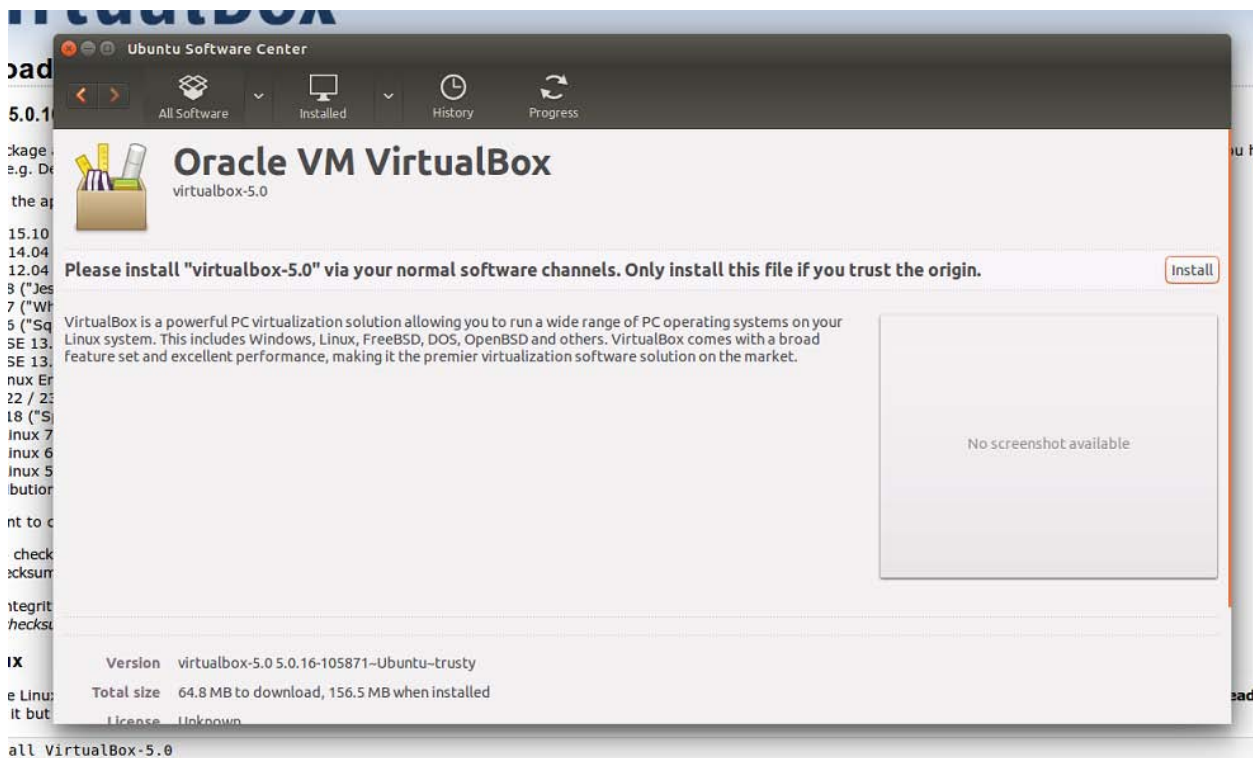 Ubuntu Software Center
All Software
Installed
History
Progress
5.0.1
15.10
14.04
12.04
Oracle VM VirtualBox
virtualbox-5.0
Please install "virtualbox-5.0" via your normal software channels. Only install this file if you trust the origin.
Install
VirtualBox is a powerful PC virtualization solution allowing you to run a wide range of PC operating systems on your
Linux system. This includes Windows, Linux, FreeBSD, DOS, OpenBSD and others. VirtualBox comes with a broad
feature set and excellent performance, making it the premier virtualization software solution on the market.
No screenshot available
Version virtualbox-5.0 5.0.16-105871~Ubuntu~trusty
Total size 64.8 MB to download, 156.5 MB when installed
License Unknown
all VirtualBox-5.0